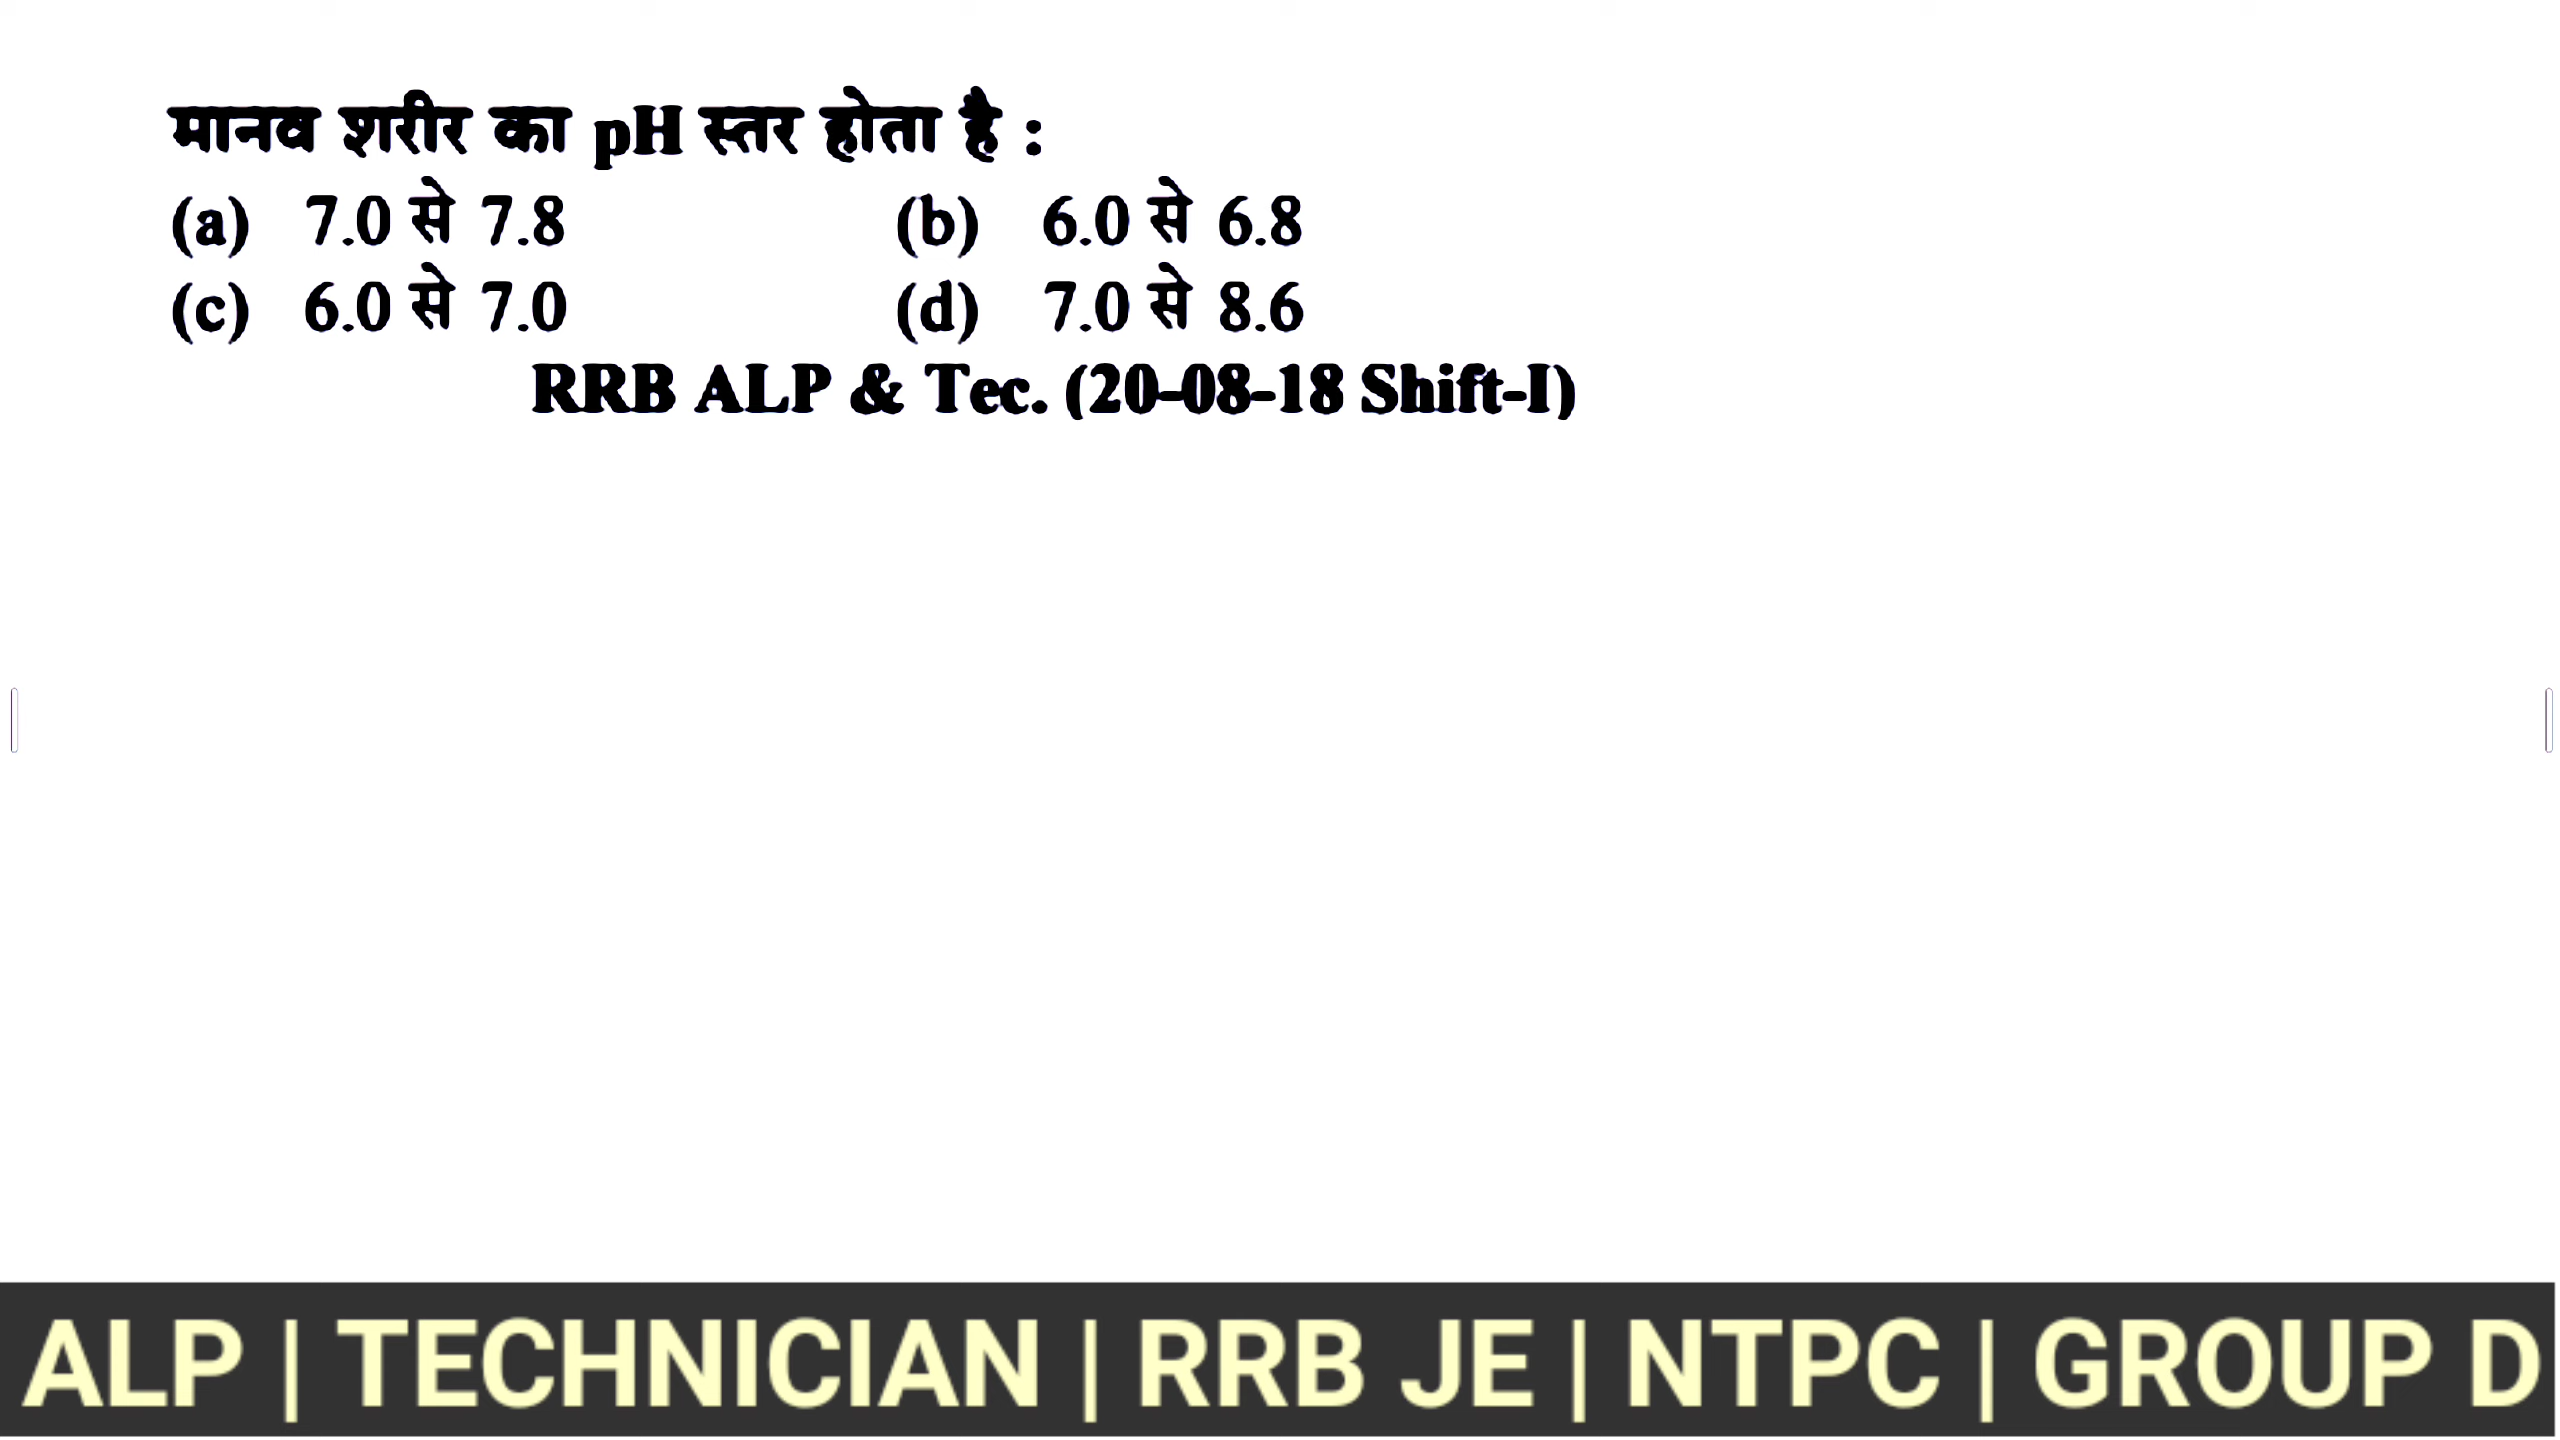 मानव शरीर का pH स्तर होता है :
(a) 7.0 से 7.8 (b) 6.0 से 6.8
(c) 6.0 से 7.0 (d) 7.0 से 8.6
RRB ALP & Tec. (20-08-18 Shift-I)
ALP | TECHNICIAN | RRB JE | NTPC | GROUP D